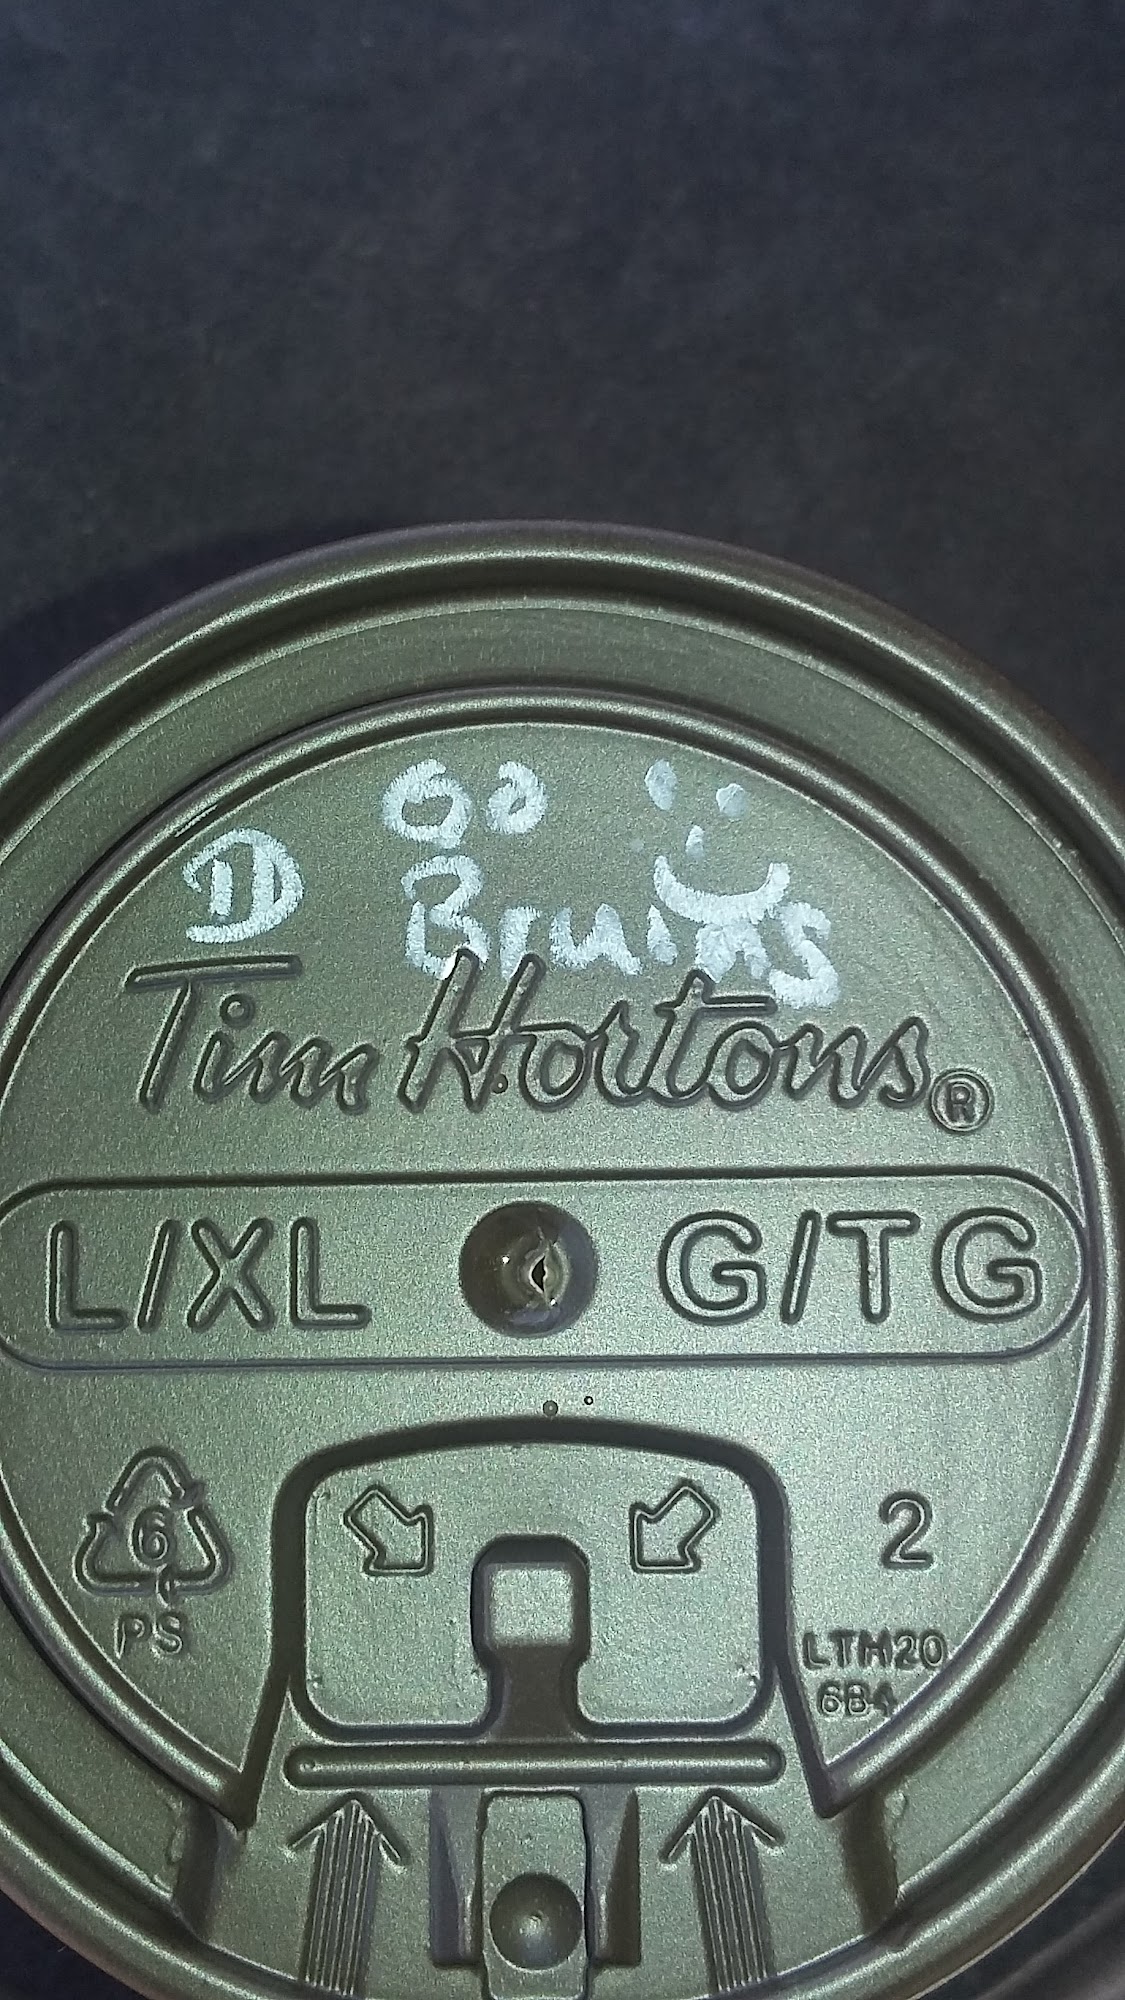 Go
D
Bruins
Tim Hortons®
L/XL G/TG
6
PS
2
LTM20
6B4